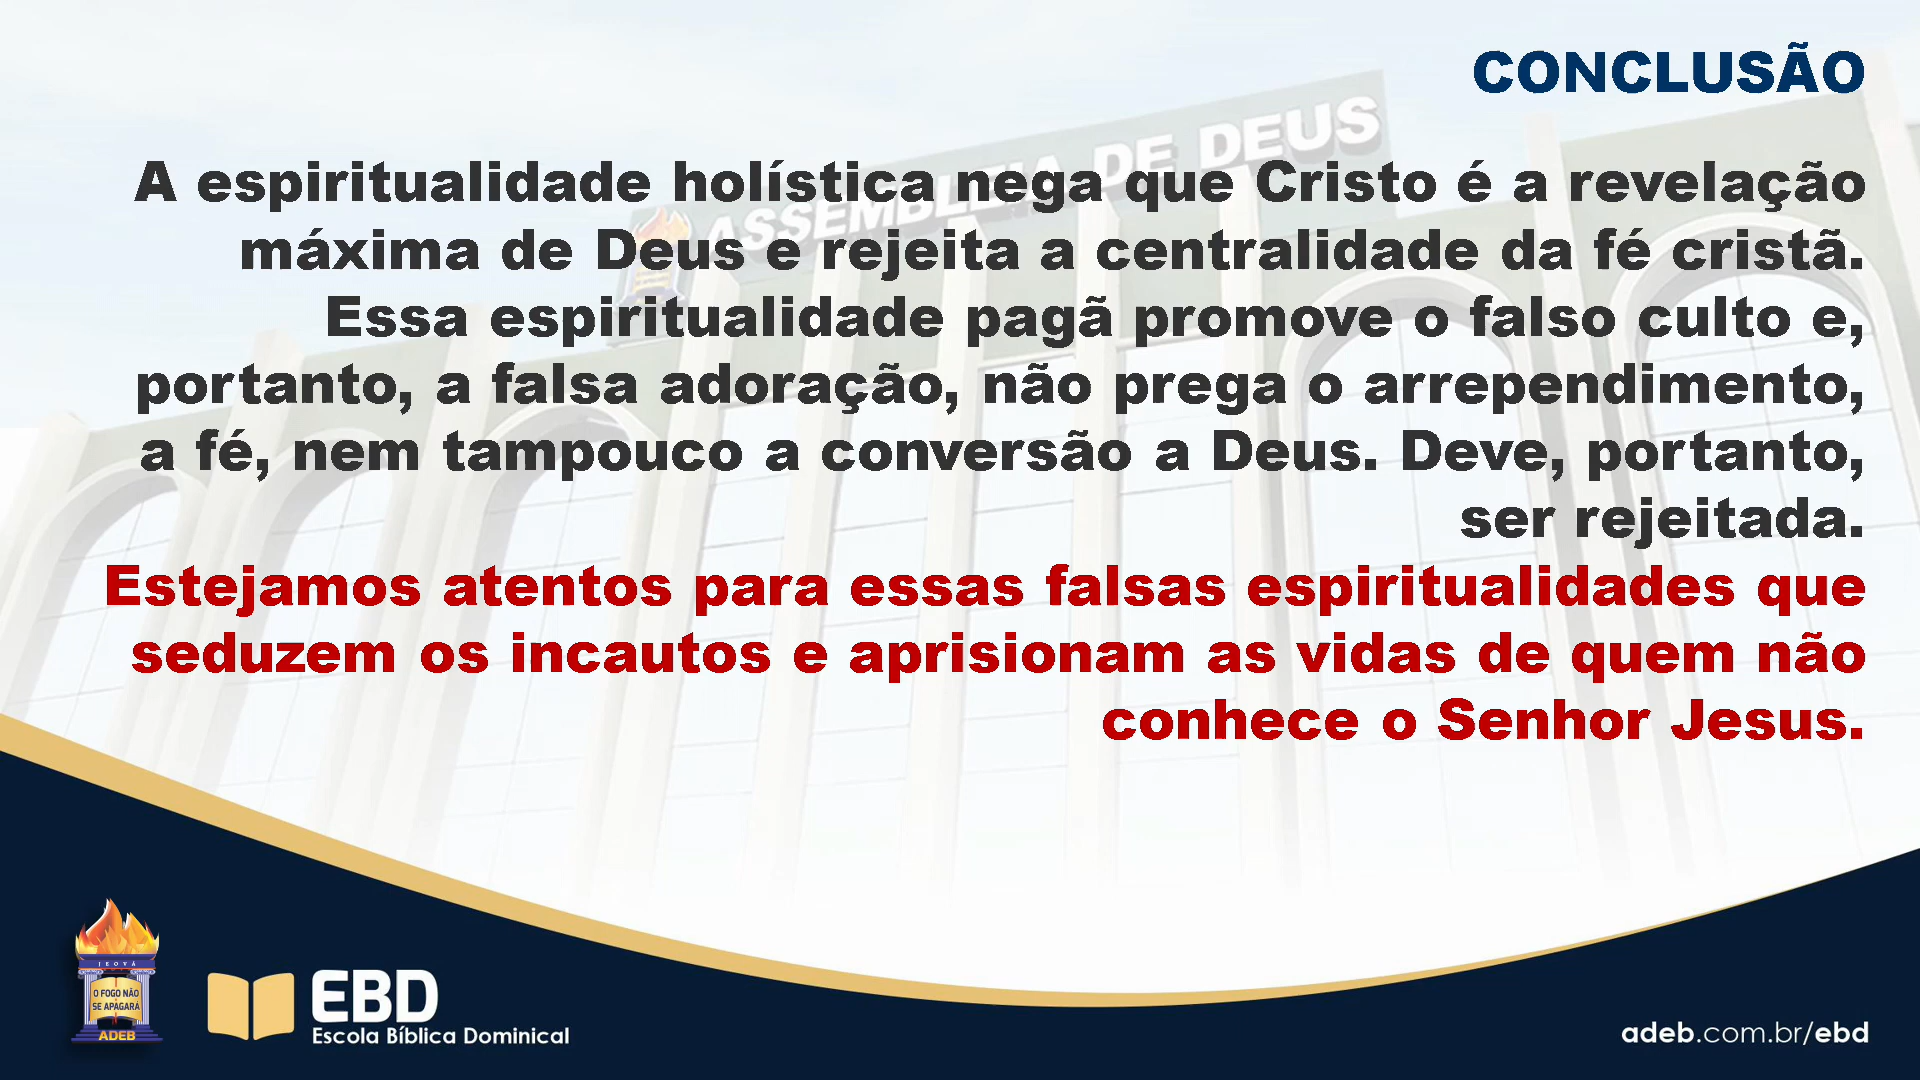 CONCLUSÃO
ASSEMBLEIA DE DEUS
A espiritualidade holística nega que Cristo é a revelação
máxima de Deus e rejeita a centralidade da fé cristã.
Essa espiritualidade pagã promove o falso culto e,
portanto, a falsa adoração, não prega o arrependimento,
a fé, nem tampouco a conversão a Deus. Deve, portanto,
ser rejeitada.
Estejamos atentos para essas falsas espiritualidades que
seduzem os incautos e aprisionam as vidas de quem não
conhece o Senhor Jesus.
JEOVÁ
O FOGO NÃO
SE APAGARÁ
ADEB
EBD
Escola Bíblica Dominical
adeb.com.br/ebd